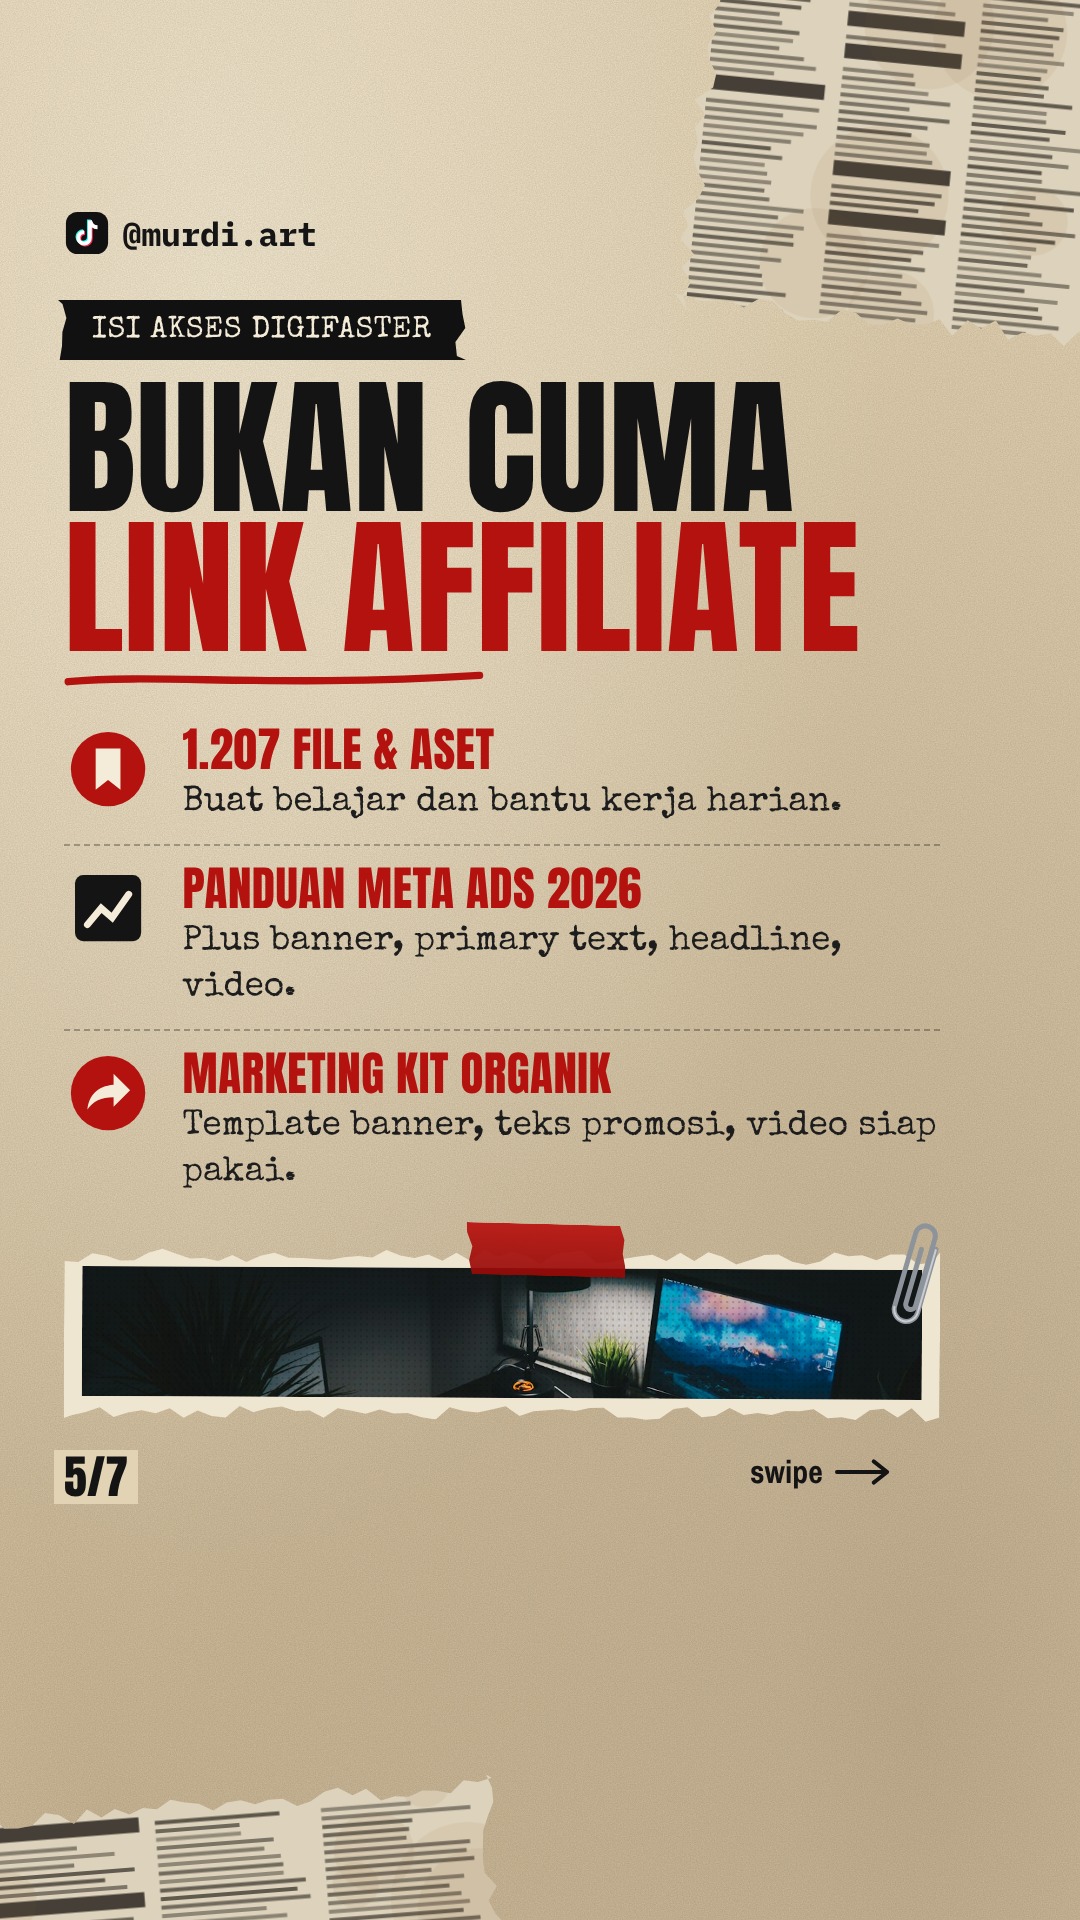 @murdi.art
ISI AKSES DIGIFASTER
BUKAN CUMA
LINK AFFILIATE
1.207 FILE & ASET
Buat belajar dan bantu kerja harian.
PANDUAN META ADS 2026
Plus banner, primary text, headline,
video.
MARKETING KIT ORGANIK
Template banner, teks promosi, video siap
pakai.
5/7
swipe